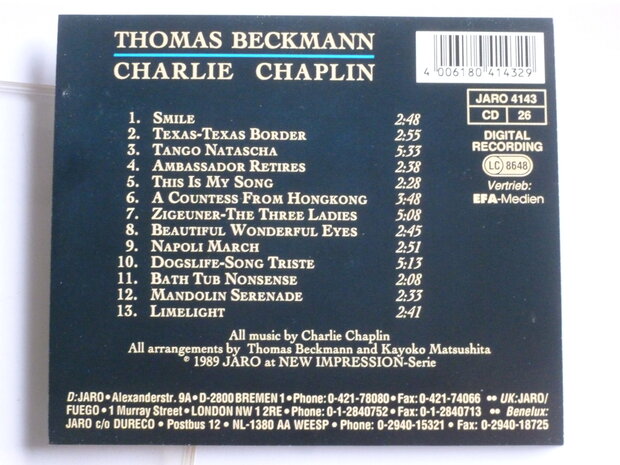 THOMAS BECKMANN
CHARLIE CHAPLIN
4 006180 414329
JARO 4143
CD 26
DIGITAL
RECORDING
LC 8648
Vertrieb:
EFA-Medien
1. SMILE 2:48
2. TEXAS-TEXAS BORDER 2:55
3. TANGO NATASCHA 5:33
4. AMBASSADOR RETIRES 2:38
5. THIS IS MY SONG 2:28
6. A COUNTESS FROM HONGKONG 3:48
7. ZIGEUNER-THE THREE LADIES 5:08
8. BEAUTIFUL WONDERFUL EYES 2:45
9. NAPOLI MARCH 2:51
10. DOGSLIFE-SONG TRISTE 5:13
11. BATH TUB NONSENSE 2:08
12. MANDOLIN SERENADE 2:33
13. LIMELIGHT 2:41
All music by Charlie Chaplin
All arrangements by Thomas Beckmann and Kayoko Matsushita
℗ 1989 JARO at NEW IMPRESSION-Serie
D:JARO • Alexanderstr. 9A • D-2800 BREMEN 1 • Phone: 0-421-78080 • Fax: 0-421-74066 •• UK:JARO/
FUEGO • 1 Murray Street • LONDON NW 1 2RE • Phone: 0-1-2840752 • Fax: 0-1-2840713 •• Benelux:
JARO c/o DURECO • Postbus 12 • NL-1380 AA WEESP • Phone: 0-2940-15321 • Fax: 0-2940-18725